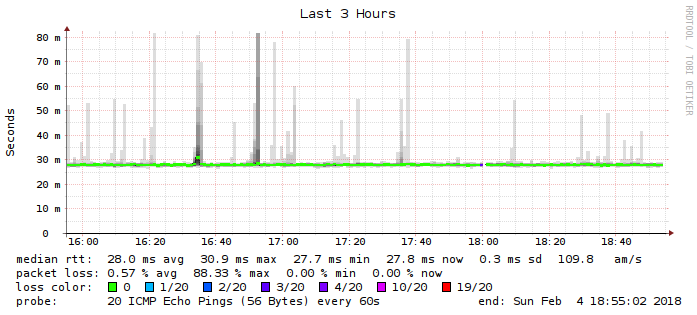 Last 3 Hours
RRDTOOL / TOBI OETIKER
Seconds
80 m
70 m
60 m
50 m
40 m
30 m
20 m
10 m
0
16:00 16:20 16:40 17:00 17:20 17:40 18:00 18:20 18:40
median rtt: 28.0 ms avg 30.9 ms max 27.7 ms min 27.8 ms now 0.3 ms sd 109.8 am/s
packet loss: 0.57 % avg 88.33 % max 0.00 % min 0.00 % now
loss color: 0 1/20 2/20 3/20 4/20 10/20 19/20
probe: 20 ICMP Echo Pings (56 Bytes) every 60s end: Sun Feb 4 18:55:02 2018